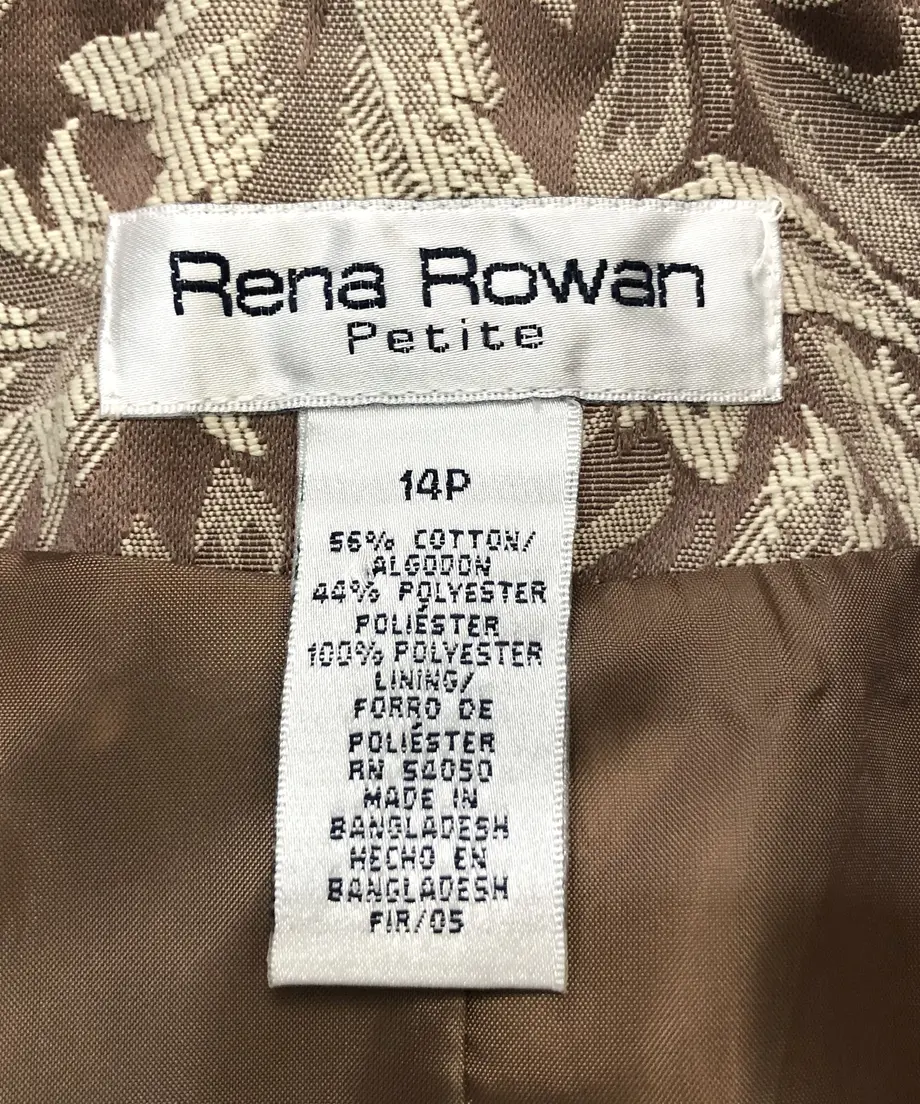 Rena Rowan
Petite
14P
56% COTTON/
ALGODON
44% POLYESTER
POLIÉSTER
100% POLYESTER
LINING/
FORRO DE
POLIÉSTER
RN 54050
MADE IN
BANGLADESH
HECHO EN
BANGLADESH
FIR/05